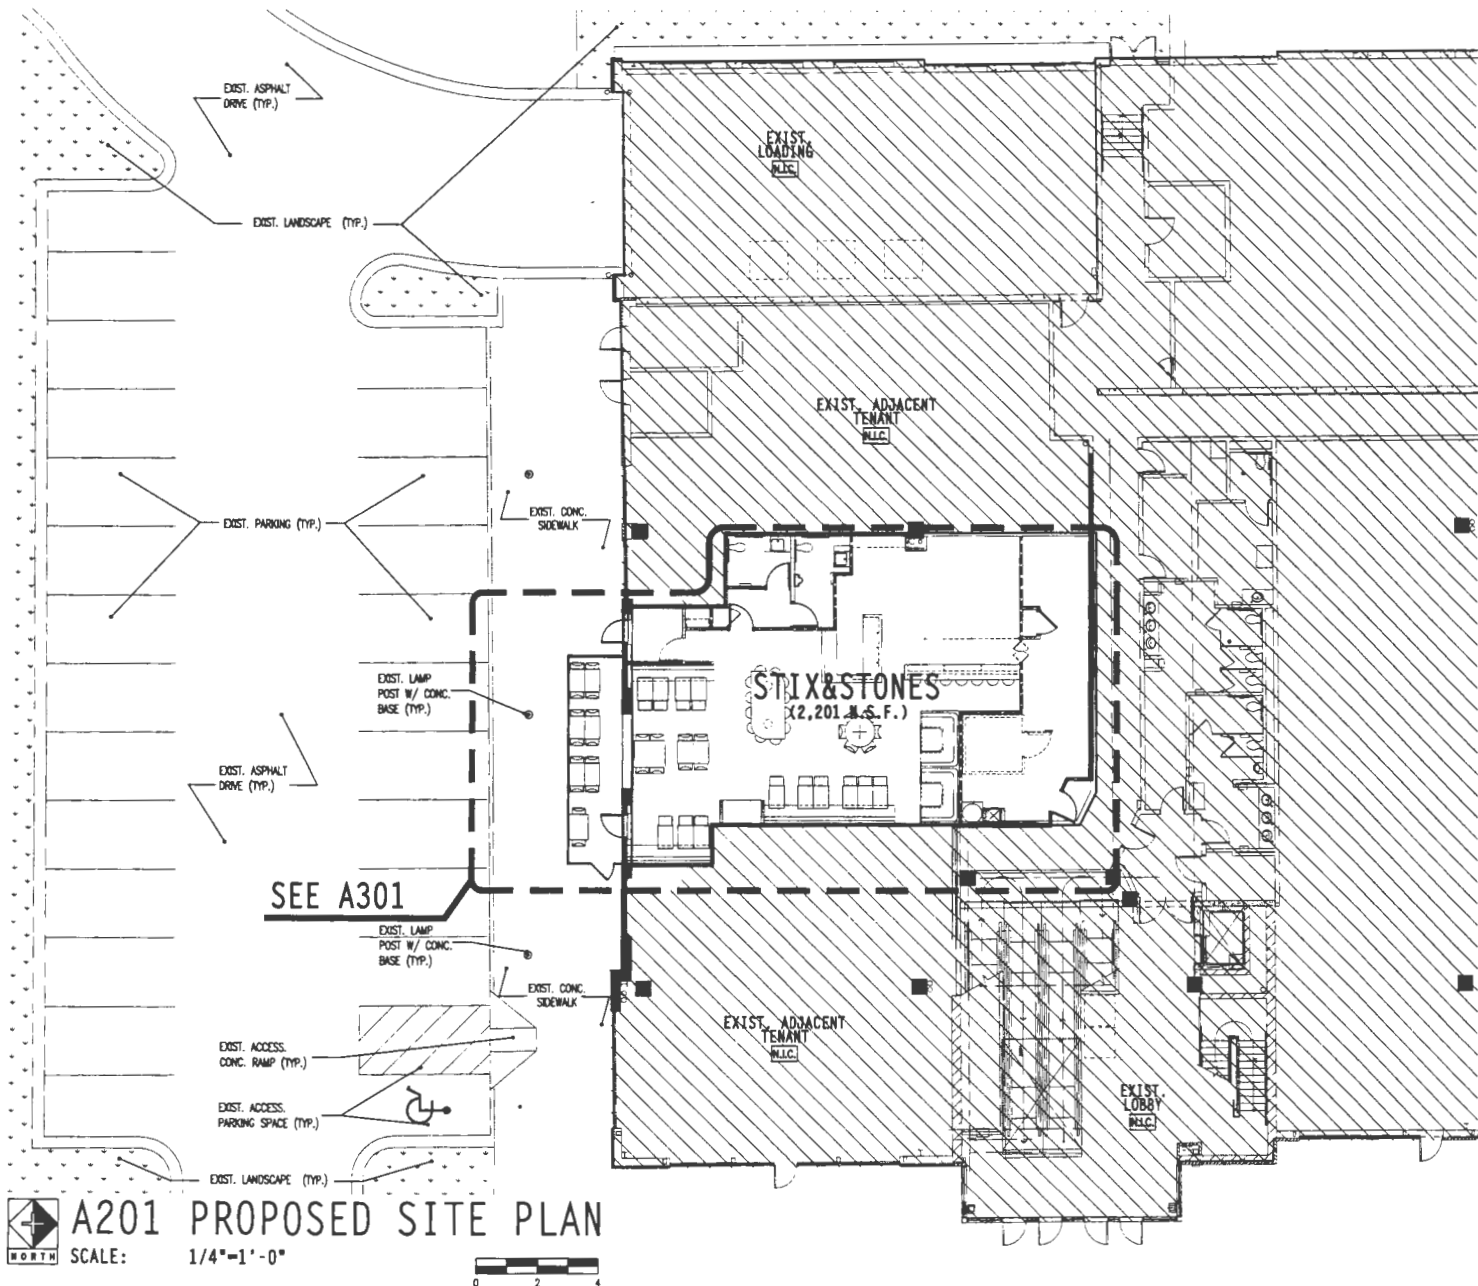 EXIST. ASPHALT
DRIVE (TYP.)
EXIST.
LOADING
N.I.C.
EXIST. LANDSCAPE (TYP.)
EXIST. ADJACENT
TENANT
N.I.C.
EXIST. PARKING (TYP.)
EXIST. CONC.
SIDEWALK
EXIST. LAMP
POST W/ CONC.
BASE (TYP.)
STIX&STONES
(2,201 N.S.F.)
EXIST. ASPHALT
DRIVE (TYP.)
SEE A301
EXIST. LAMP
POST W/ CONC.
BASE (TYP.)
EXIST. CONC.
SIDEWALK
EXIST. ADJACENT
TENANT
N.I.C.
EXIST. ACCESS.
CONC. RAMP (TYP.)
EXIST. ACCESS.
PARKING SPACE (TYP.)
EXIST.
LOBBY
N.I.C.
EXIST. LANDSCAPE (TYP.)
NORTH
A201 PROPOSED SITE PLAN
SCALE: 1/4"=1'-0"
0 2 4